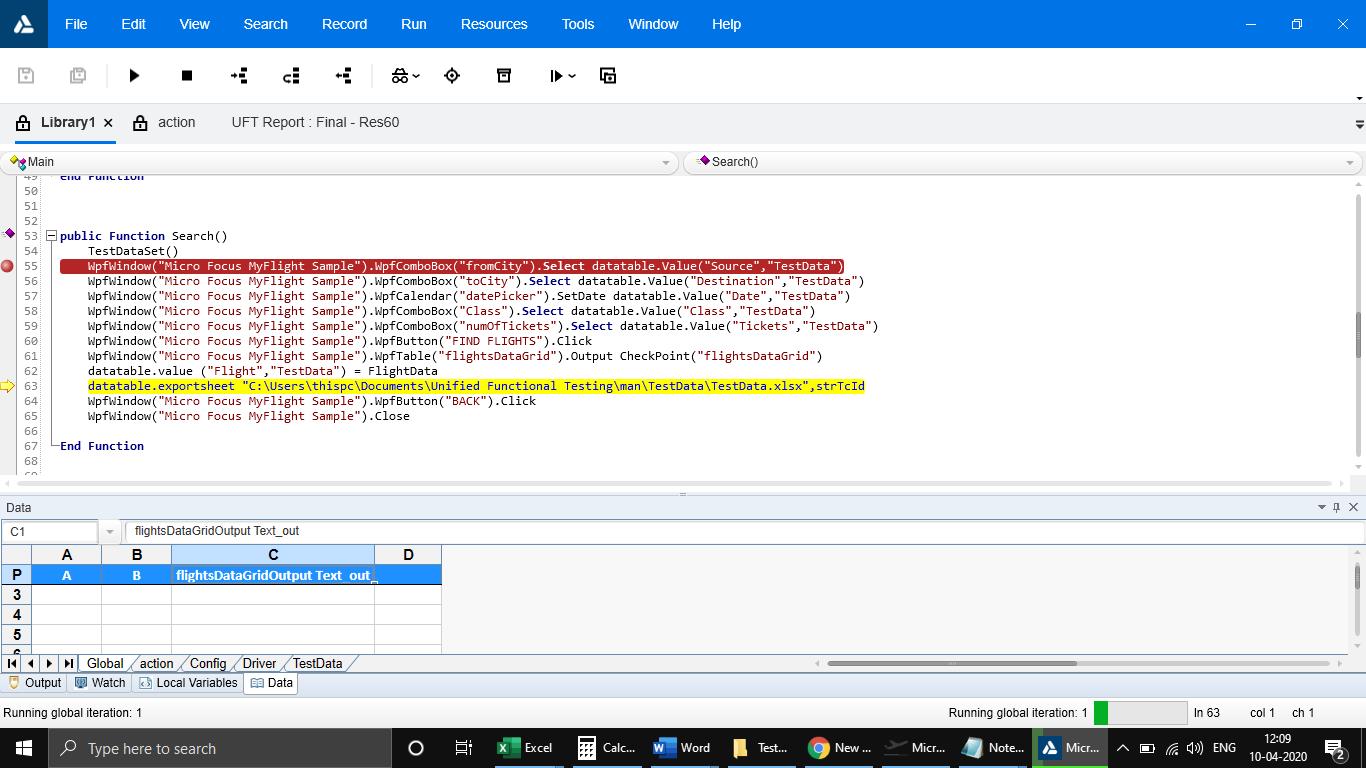 File Edit View Search Record Run Resources Tools Window Help
Library1 × action UFT Report : Final - Res60
Main Search()
49 end Function
50
51
52
53 public Function Search()
54 TestDataSet()
55 WpfWindow("Micro Focus MyFlight Sample").WpfComboBox("fromCity").Select datatable.Value("Source","TestData")
56 WpfWindow("Micro Focus MyFlight Sample").WpfComboBox("toCity").Select datatable.Value("Destination","TestData")
57 WpfWindow("Micro Focus MyFlight Sample").WpfCalendar("datePicker").SetDate datatable.Value("Date","TestData")
58 WpfWindow("Micro Focus MyFlight Sample").WpfComboBox("Class").Select datatable.Value("Class","TestData")
59 WpfWindow("Micro Focus MyFlight Sample").WpfComboBox("numOfTickets").Select datatable.Value("Tickets","TestData")
60 WpfWindow("Micro Focus MyFlight Sample").WpfButton("FIND FLIGHTS").Click
61 WpfWindow("Micro Focus MyFlight Sample").WpfTable("flightsDataGrid").Output CheckPoint("flightsDataGrid")
62 datatable.value ("Flight","TestData") = FlightData
63 datatable.exportsheet "C:\Users\thispc\Documents\Unified Functional Testing\man\TestData\TestData.xlsx",strTcId
64 WpfWindow("Micro Focus MyFlight Sample").WpfButton("BACK").Click
65 WpfWindow("Micro Focus MyFlight Sample").Close
66
67 End Function
68
69
Data
C1 flightsDataGridOutput Text_out
A B C D
P A B flightsDataGridOutput Text_out
3
4
5
6
Global action Config Driver TestData
Output Watch Local Variables Data
Running global iteration: 1 Running global iteration: 1 ln 63 col 1 ch 1
Type here to search Excel Calc... Word Test... New ... Micr... Note... Micr... ENG 12:09
10-04-2020 2